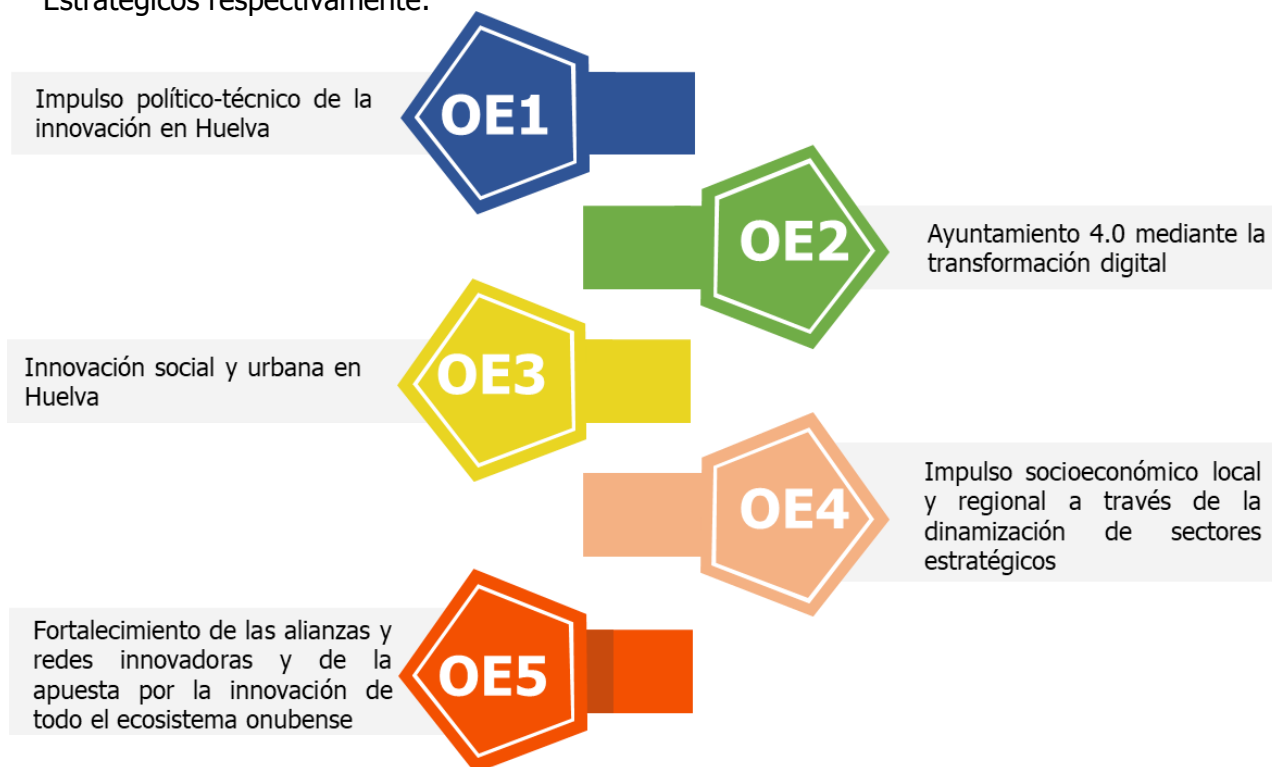 Estratégicos respectivamente:
Impulso político-técnico de la
innovación en Huelva
OE1
OE2
Ayuntamiento 4.0 mediante la
transformación digital
Innovación social y urbana en
Huelva
OE3
OE4
Impulso socioeconómico local
y regional a través de la
dinamización de sectores
estratégicos
Fortalecimiento de las alianzas y
redes innovadoras y de la
apuesta por la innovación de
todo el ecosistema onubense
OE5